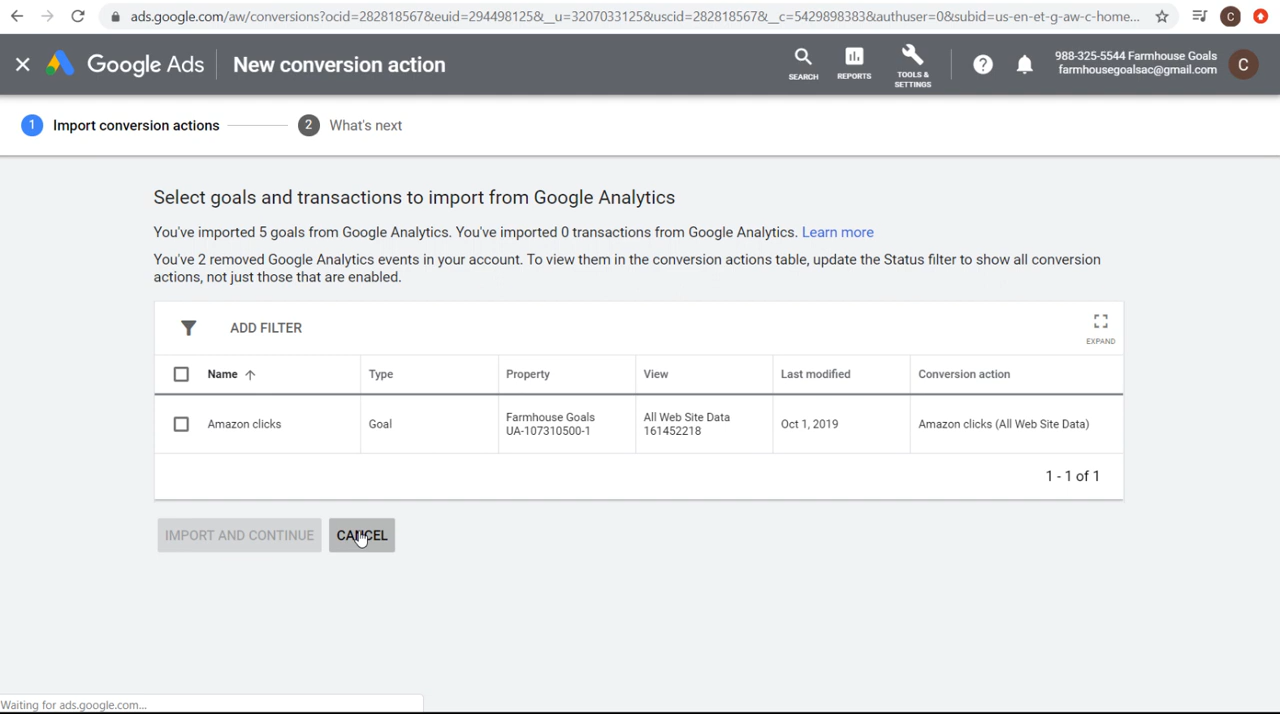 ads.google.com/aw/conversions?ocid=282818567&euid=294498125&__u=3207033125&uscid=282818567&__c=5429898383&authuser=0&subid=us-en-et-g-aw-c-home... C
Google Ads New conversion action SEARCH REPORTS TOOLS & SETTINGS ? 988-325-5544 Farmhouse Goals
farmhousegoalsac@gmail.com C
1 Import conversion actions 2 What's next
Select goals and transactions to import from Google Analytics
You've imported 5 goals from Google Analytics. You've imported 0 transactions from Google Analytics. Learn more
You've 2 removed Google Analytics events in your account. To view them in the conversion actions table, update the Status filter to show all conversion
actions, not just those that are enabled.
ADD FILTER EXPAND
Name Type Property View Last modified Conversion action
Amazon clicks Goal Farmhouse Goals UA-107310500-1 All Web Site Data 161452218 Oct 1, 2019 Amazon clicks (All Web Site Data)
1 - 1 of 1
IMPORT AND CONTINUE CANCEL
Waiting for ads.google.com...